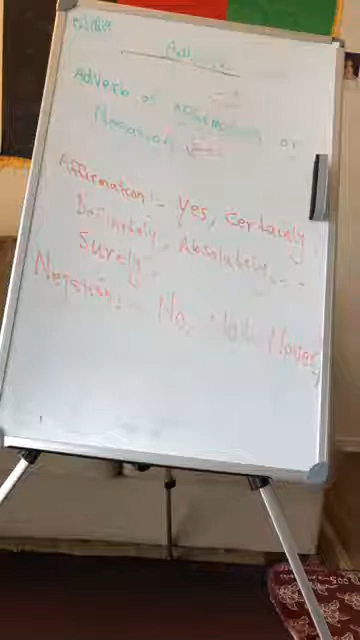 Adverb of affirmation or
Negation
Affirmation:- Yes, Certainly
Definitely, Absolutely, - -
Surely.
Negation:- No, Not, Never,